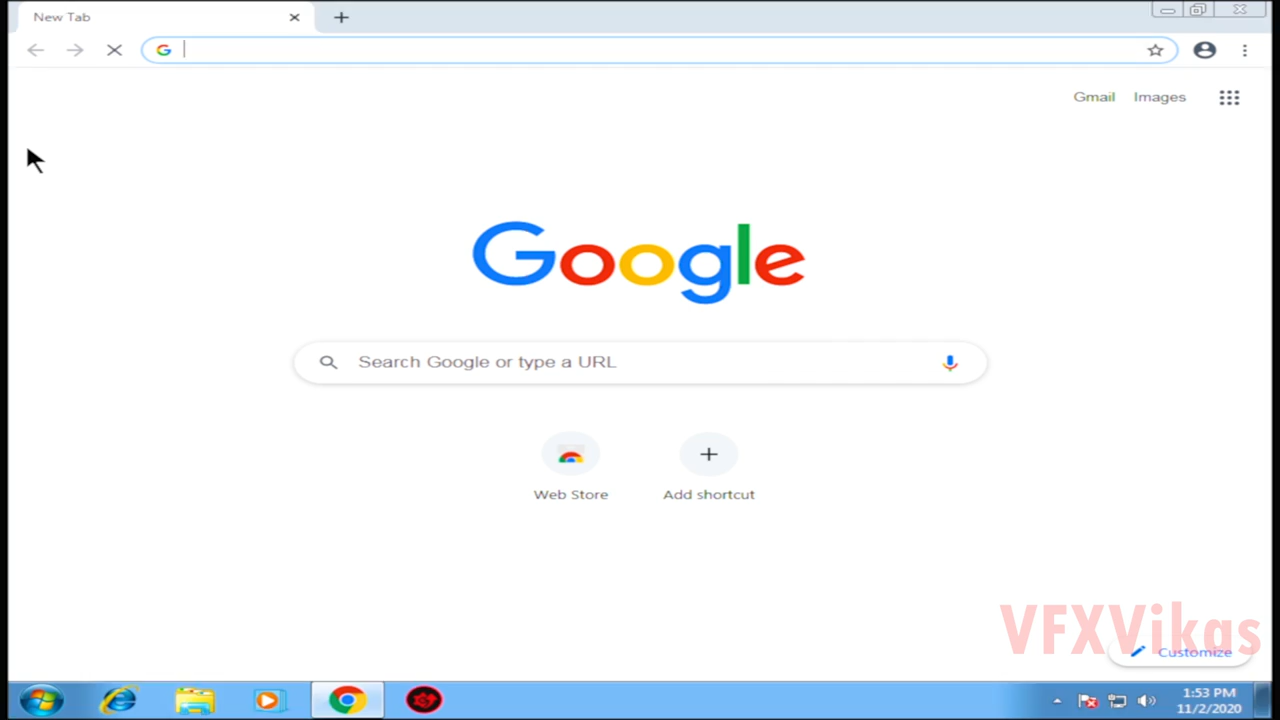 New Tab
Gmail Images
Google
Search Google or type a URL
Web Store Add shortcut
VFXVikas
Customize
1:53 PM
11/2/2020